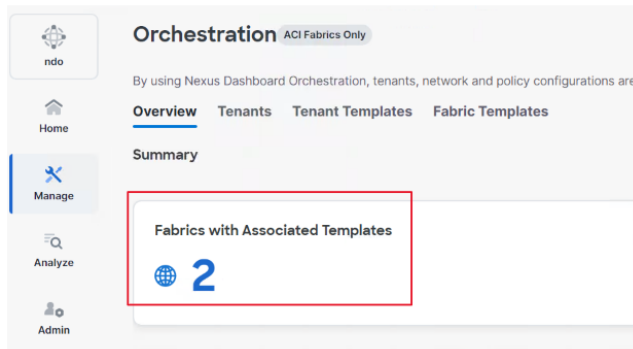 ndo
Home
Manage
Analyze
Admin
Orchestration ACI Fabrics Only
By using Nexus Dashboard Orchestration, tenants, network and policy configurations are
Overview Tenants Tenant Templates Fabric Templates
Summary
Fabrics with Associated Templates
2